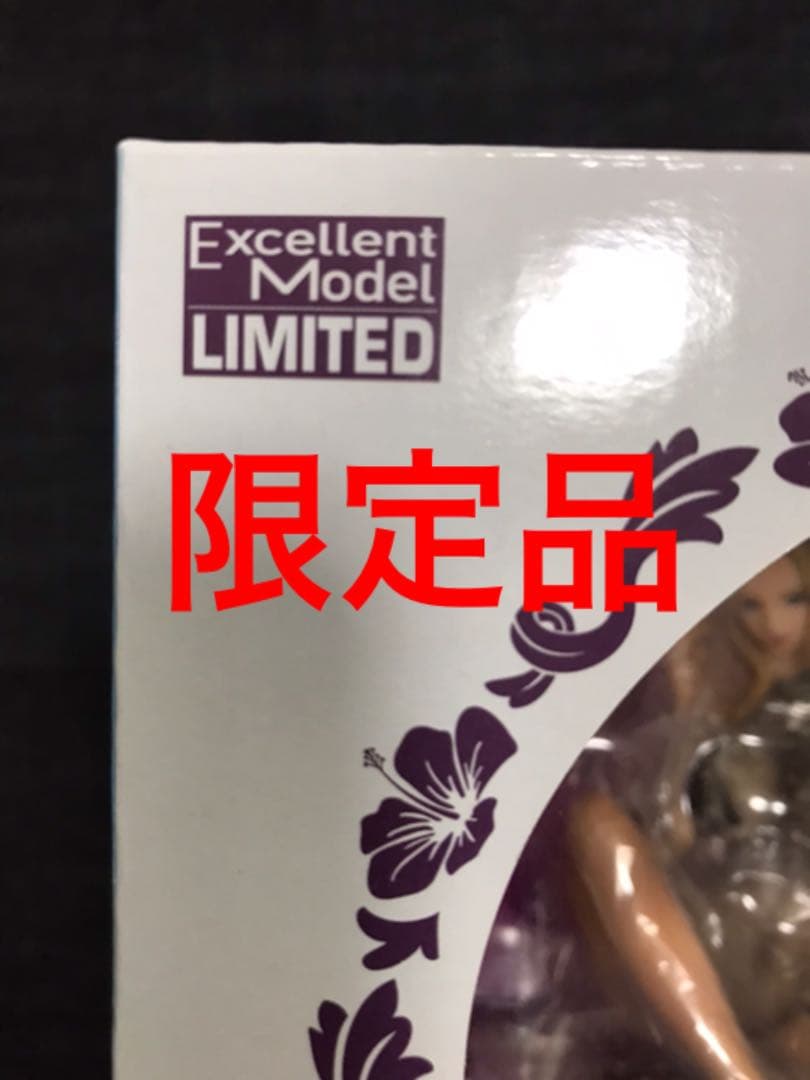 Excellent
Model
LIMITED
限定品